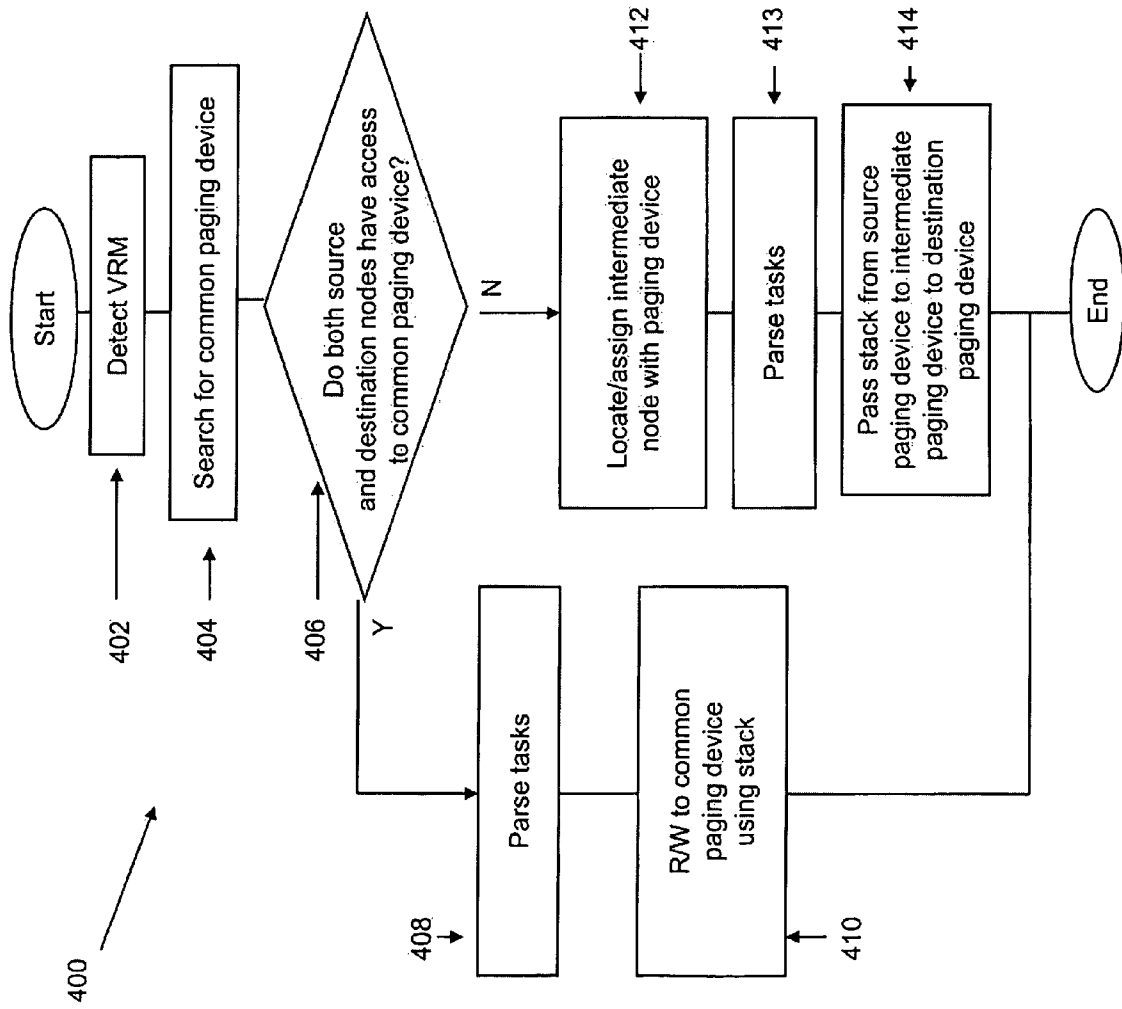 400
Start
402
Detect VRM
404
Search for common paging device
406
Do both source
and destination nodes have access
to common paging device?
Y
N
408
Parse tasks
410
R/W to common
paging device
using stack
Locate/assign intermediate
node with paging device
412
Parse tasks
413
Pass stack from source
paging device to intermediate
paging device to destination
paging device
414
End